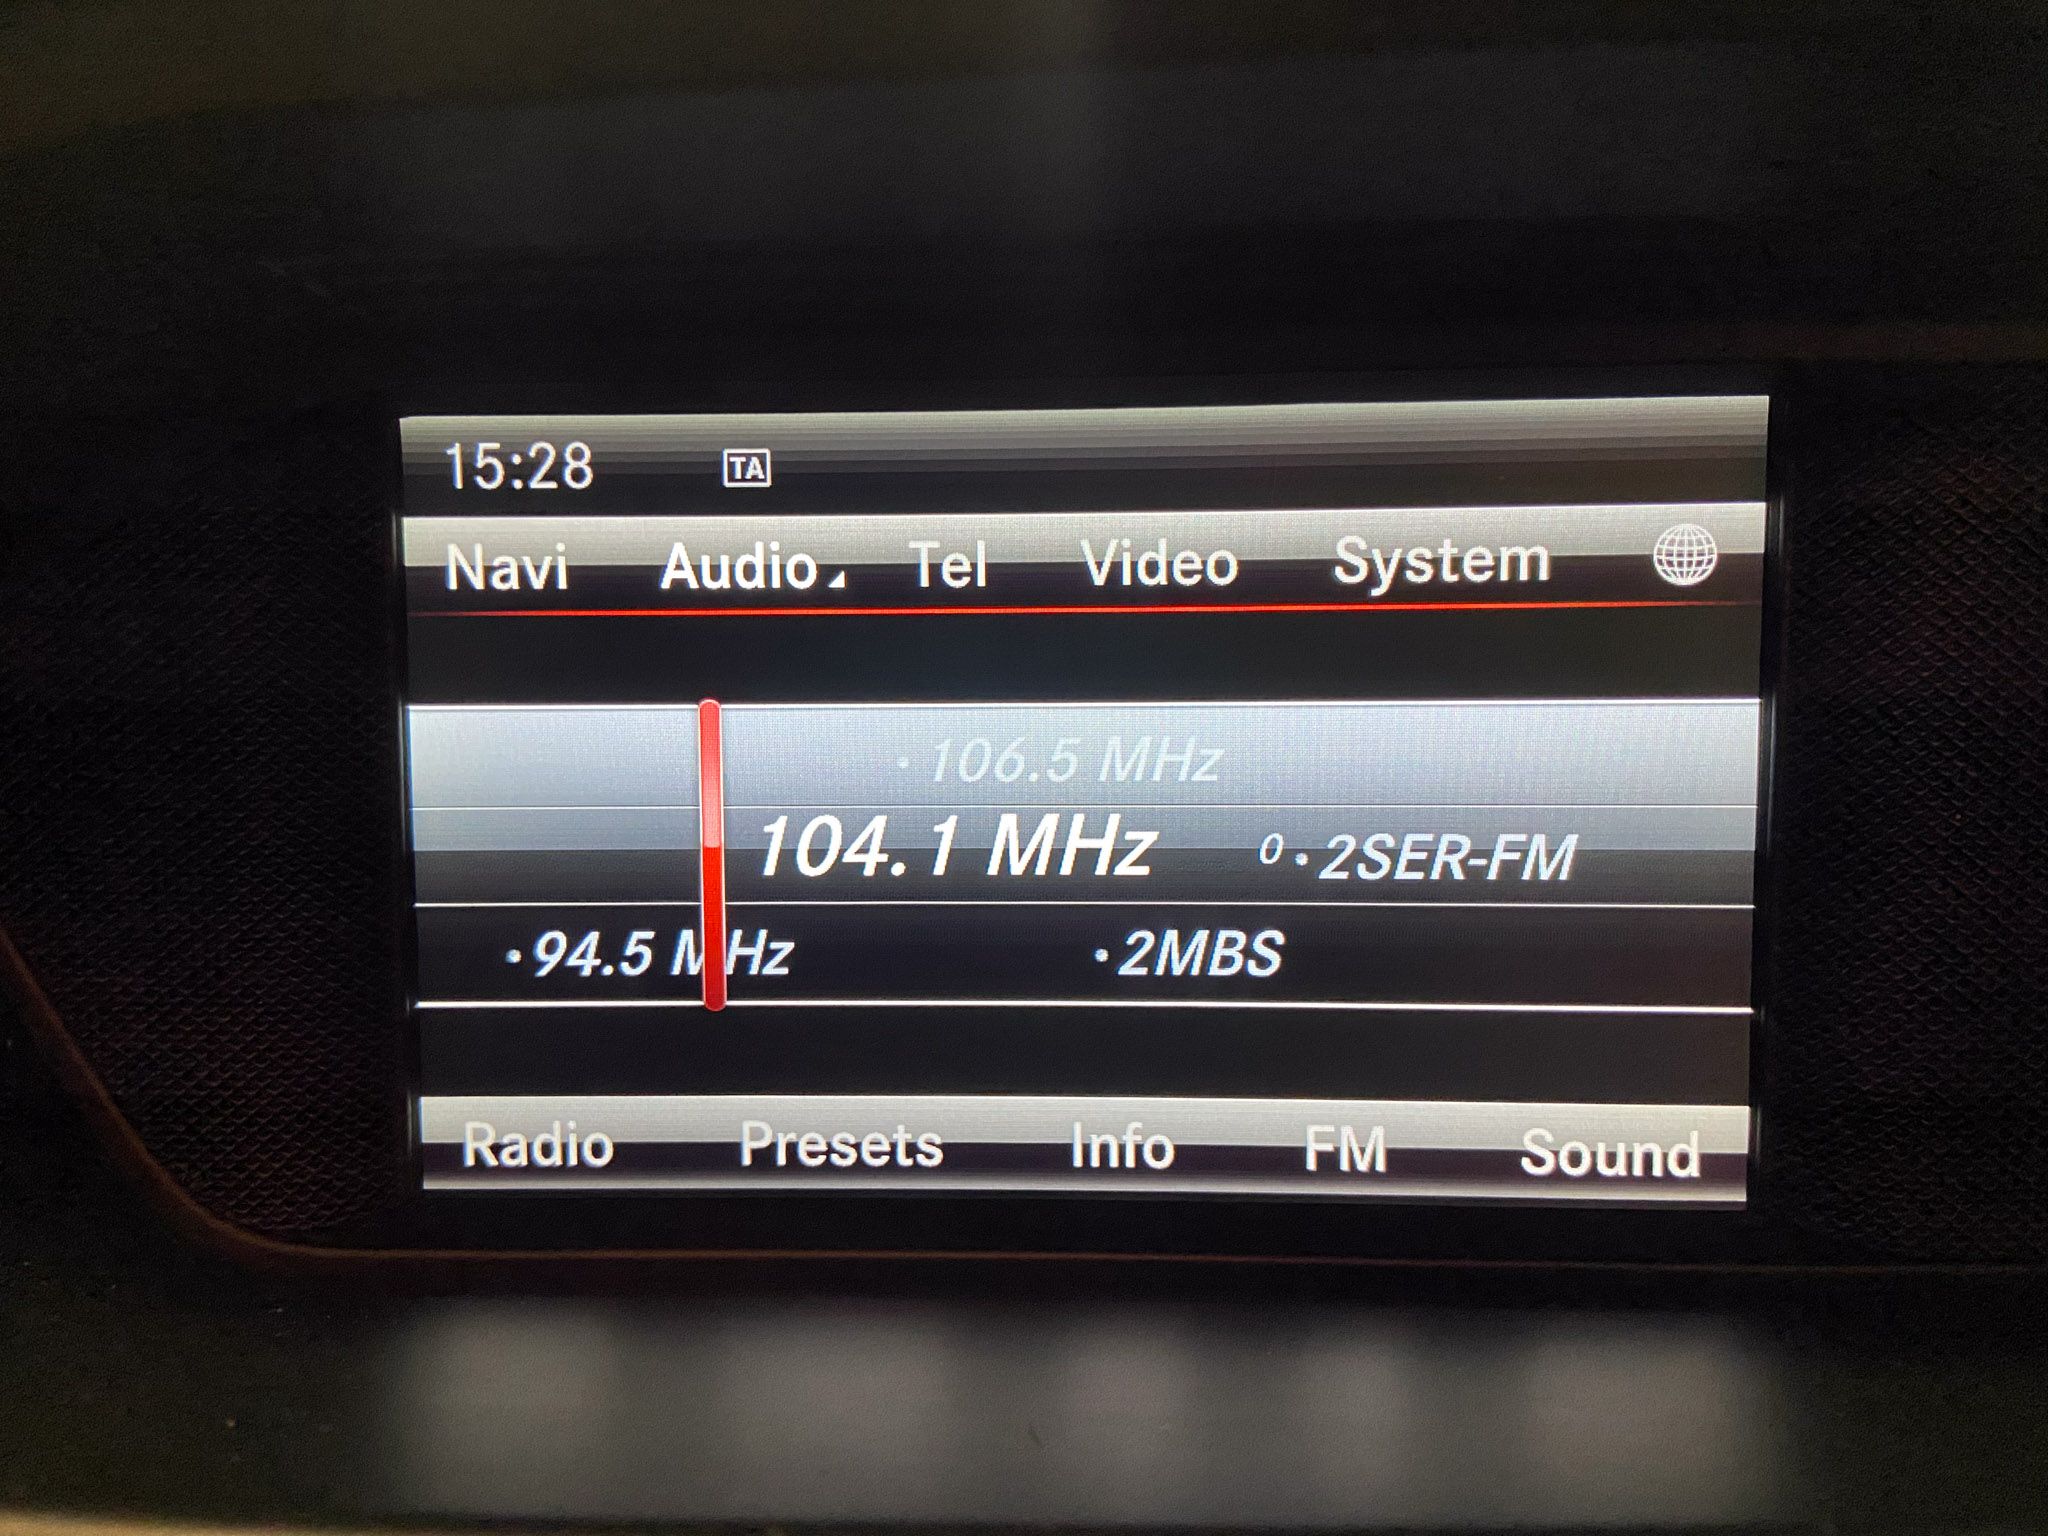 15:28 TA
Navi Audio Tel Video System
· 106.5 MHz
104.1 MHz 0 · 2SER-FM
· 94.5 MHz · 2MBS
Radio Presets Info FM Sound